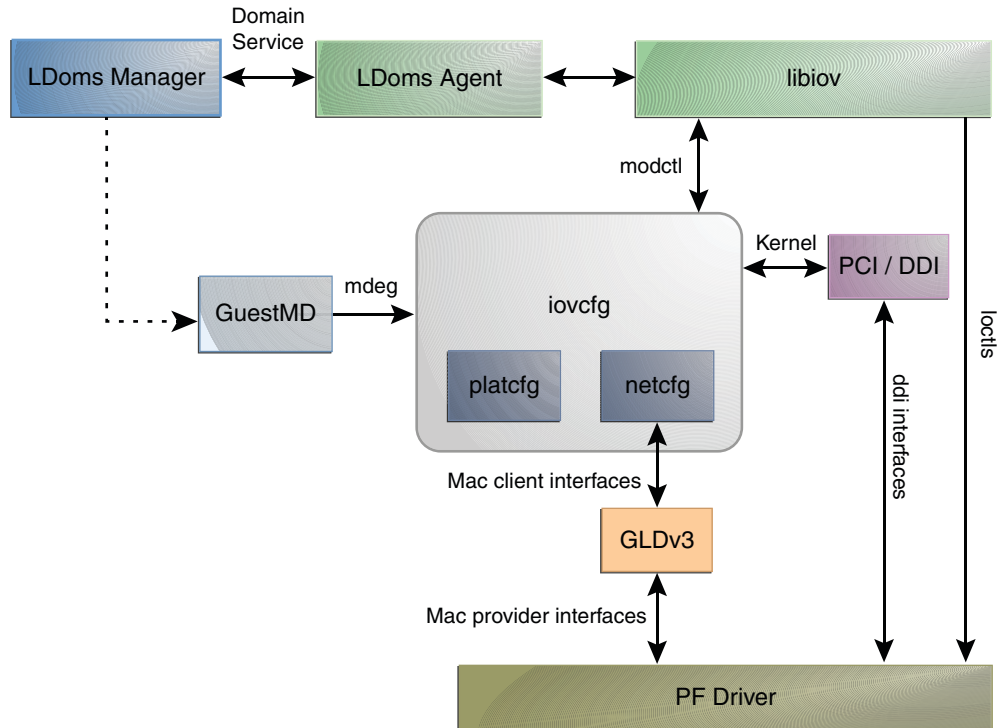 Domain
Service
LDoms Manager
LDoms Agent
libiov
modctl
Kernel
PCI / DDI
mdeg
GuestMD
iovcfg
Ioctls
platcfg
netcfg
ddi interfaces
Mac client interfaces
GLDv3
Mac provider interfaces
PF Driver